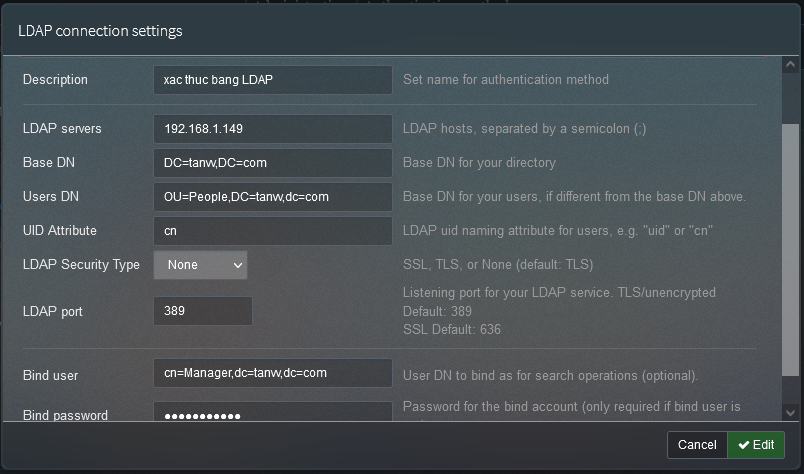 LDAP connection settings
Description xac thuc bang LDAP Set name for authentication method
LDAP servers 192.168.1.149 LDAP hosts, separated by a semicolon (;)
Base DN DC=tanvv,DC=com Base DN for your directory
Users DN OU=People,DC=tanvv,dc=com Base DN for your users, if different from the base DN above.
UID Attribute cn LDAP uid naming attribute for users, e.g. "uid" or "cn"
LDAP Security Type None SSL, TLS, or None (default: TLS)
Listening port for your LDAP service. TLS/unencrypted
LDAP port 389 Default: 389
SSL Default: 636
Bind user cn=Manager,dc=tanvv,dc=com User DN to bind as for search operations (optional).
Bind password ●●●●●●●●●●● Password for the bind account (only required if bind user is
Cancel Edit